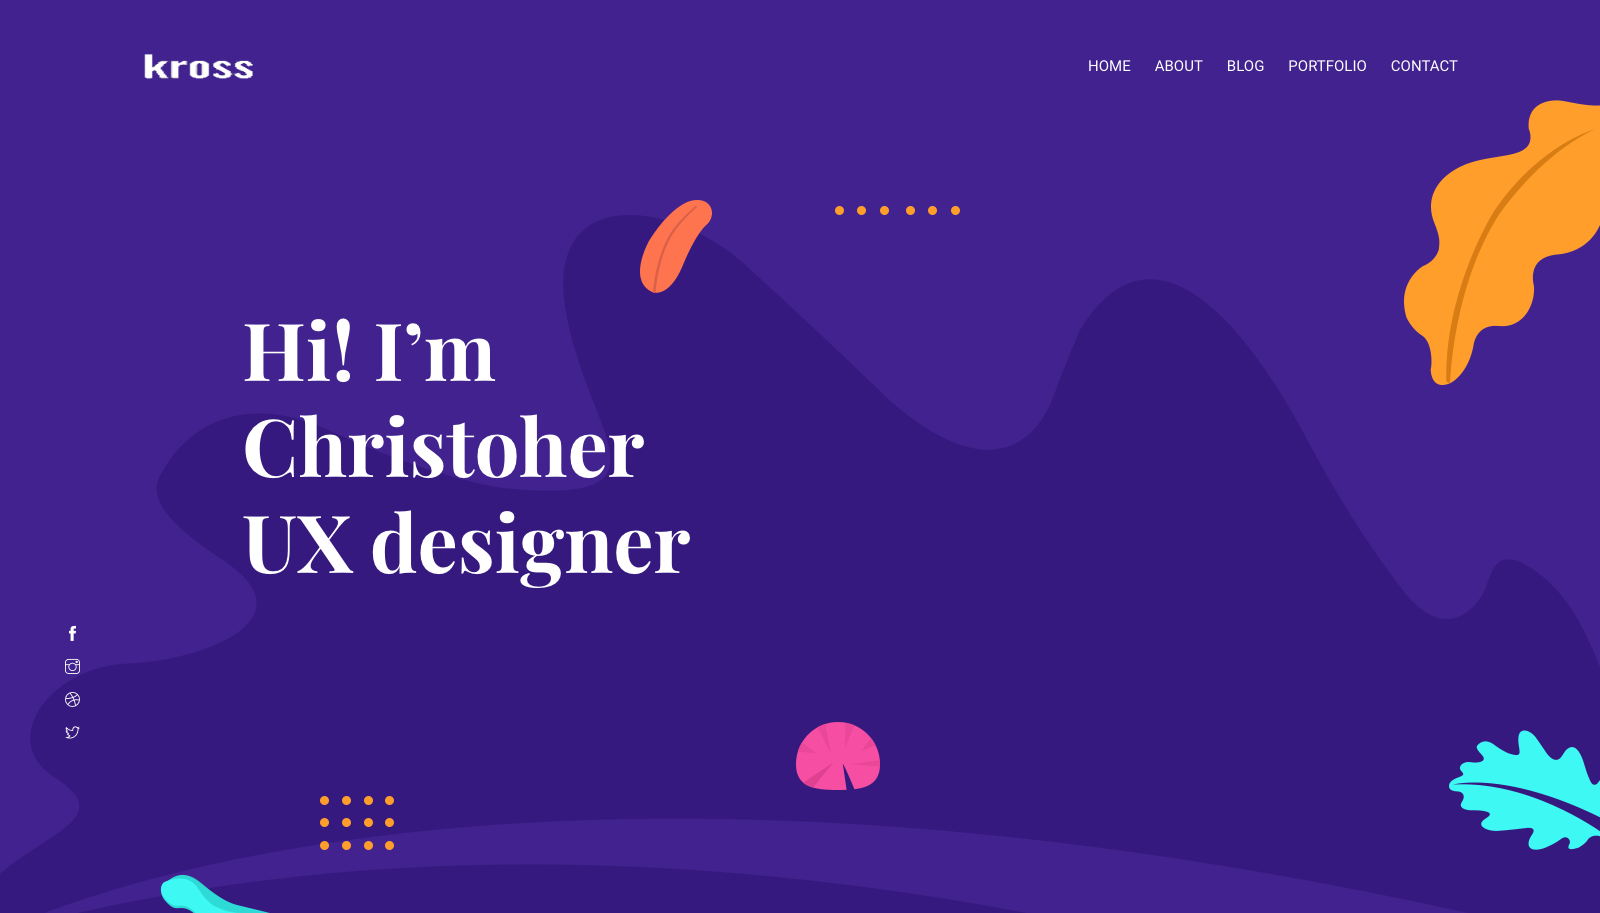 kross
HOME ABOUT BLOG PORTFOLIO CONTACT
Hi! I’m
Christoher
UX designer